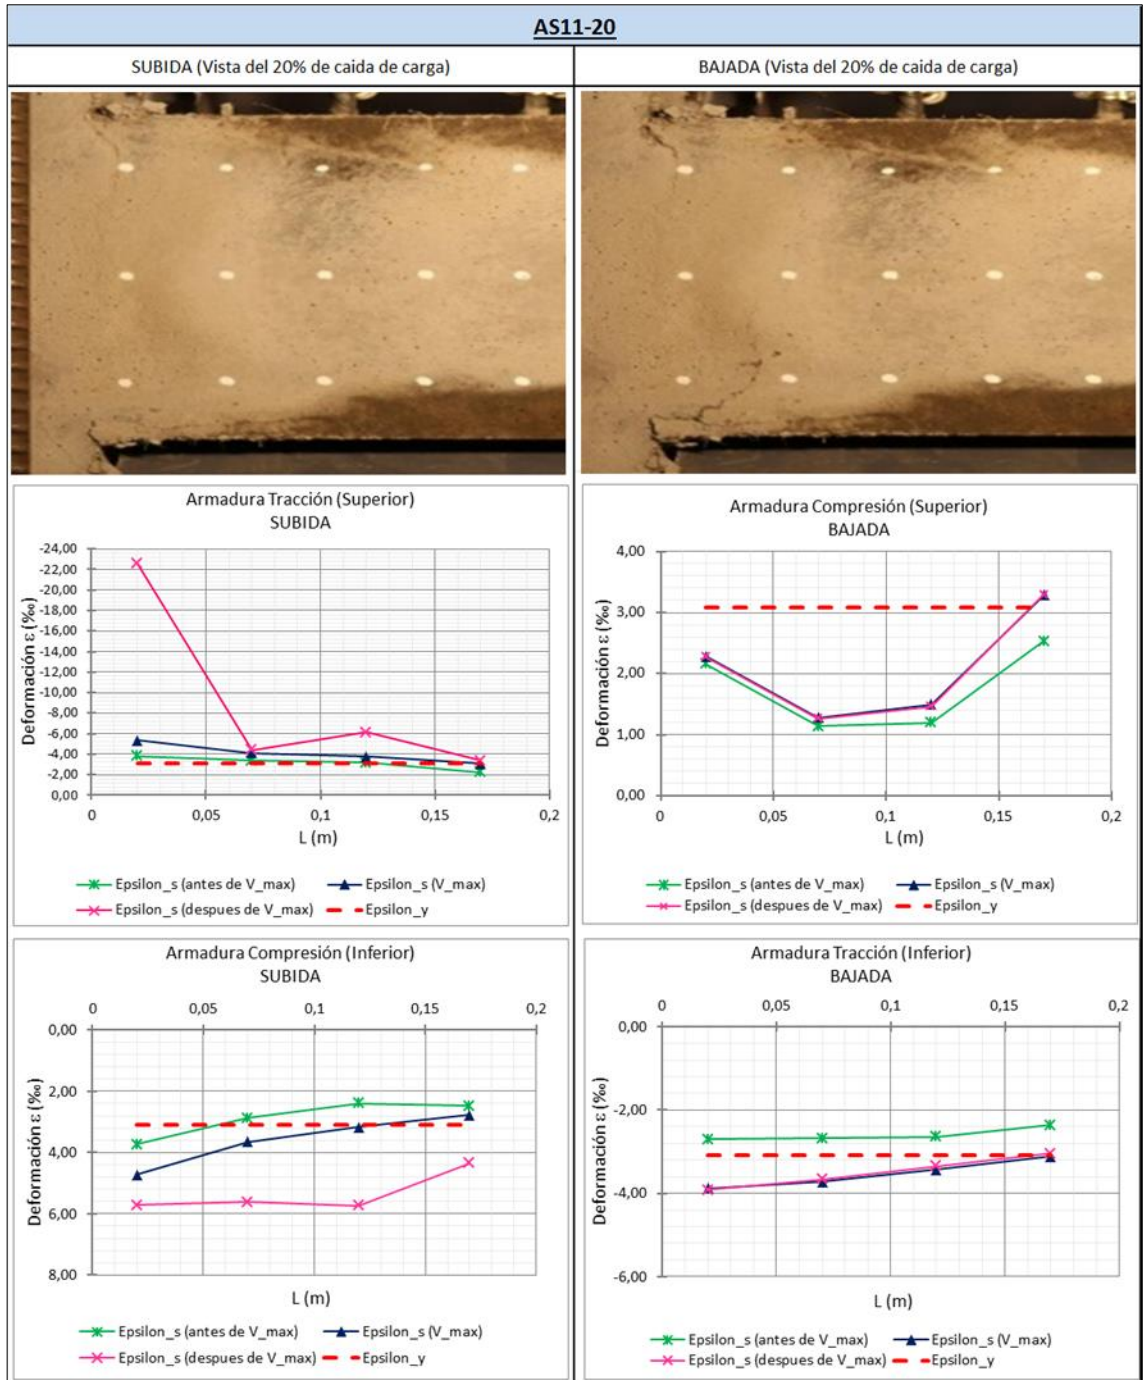 AS11-20
SUBIDA (Vista del 20% de caida de carga)
BAJADA (Vista del 20% de caida de carga)
Armadura Tracción (Superior)
SUBIDA
Deformación ε (‰)
-24,00
-22,00
-20,00
-18,00
-16,00
-14,00
-12,00
-10,00
-8,00
-6,00
-4,00
-2,00
0,00
0 0,05 0,1 0,15 0,2
L (m)
Epsilon_s (antes de V_max) Epsilon_s (V_max)
Epsilon_s (despues de V_max) Epsilon_y
Armadura Compresión (Superior)
BAJADA
Deformación ε (‰)
4,00
3,00
2,00
1,00
0,00
0 0,05 0,1 0,15 0,2
L (m)
Epsilon_s (antes de V_max) Epsilon_s (V_max)
Epsilon_s (despues de V_max) Epsilon_y
Armadura Compresión (Inferior)
SUBIDA
0 0,05 0,1 0,15 0,2
Deformación ε (‰)
0,00
2,00
4,00
6,00
8,00
L (m)
Epsilon_s (antes de V_max) Epsilon_s (V_max)
Epsilon_s (despues de V_max) Epsilon_y
Armadura Tracción (Inferior)
BAJADA
0 0,05 0,1 0,15 0,2
Deformación ε (‰)
0,00
-2,00
-4,00
-6,00
L (m)
Epsilon_s (antes de V_max) Epsilon_s (V_max)
Epsilon_s (despues de V_max) Epsilon_y